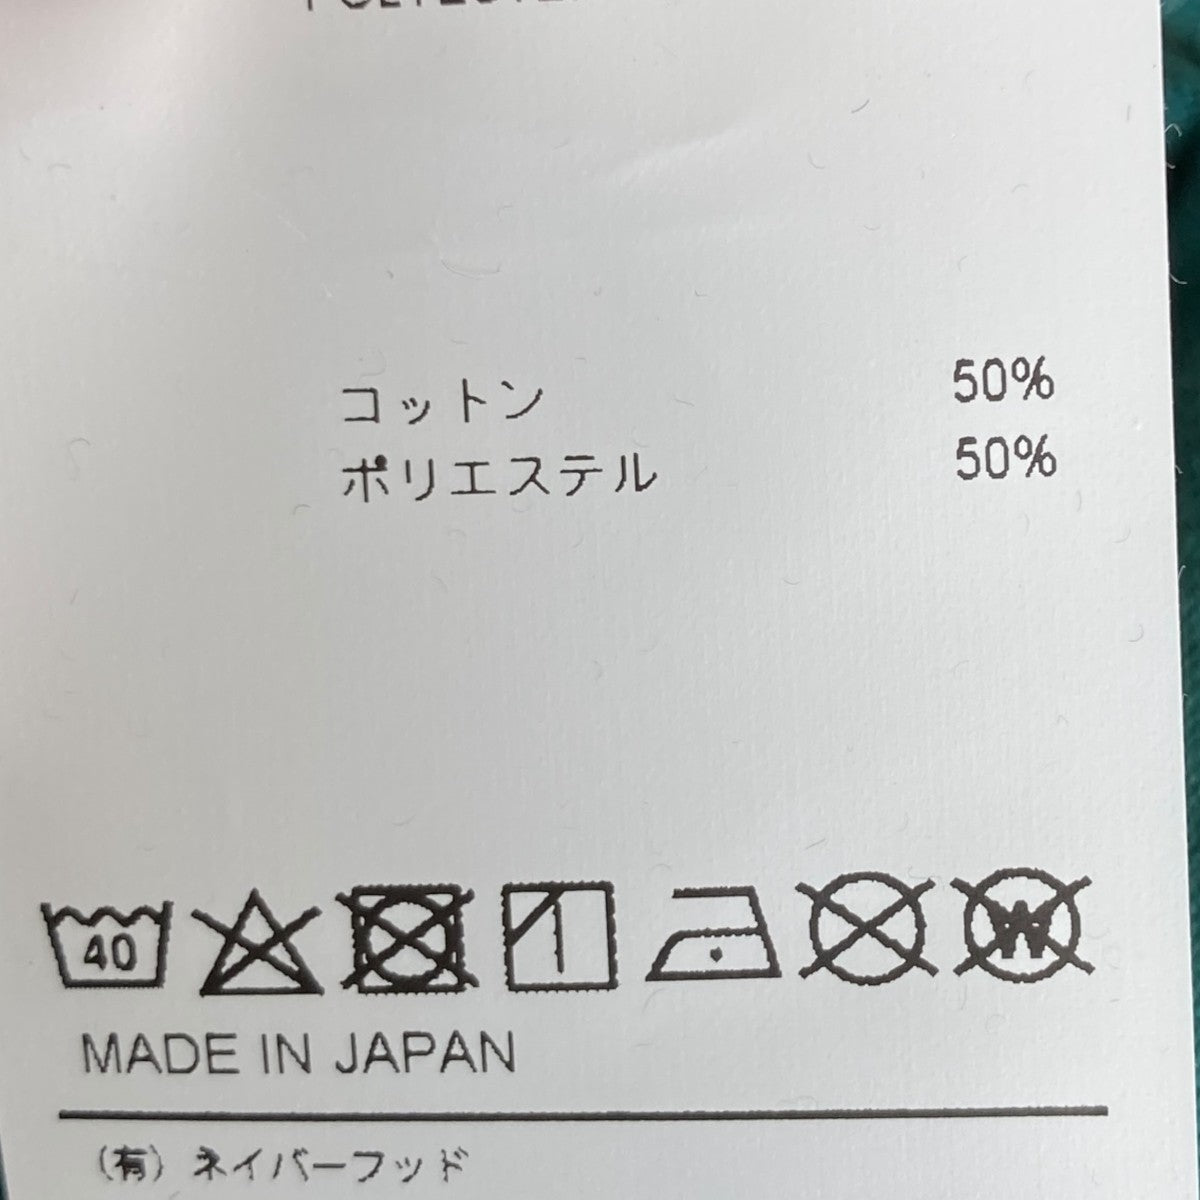 コットン 50%
ポリエステル 50%
40
W
MADE IN JAPAN
(有) ネイバーフッド